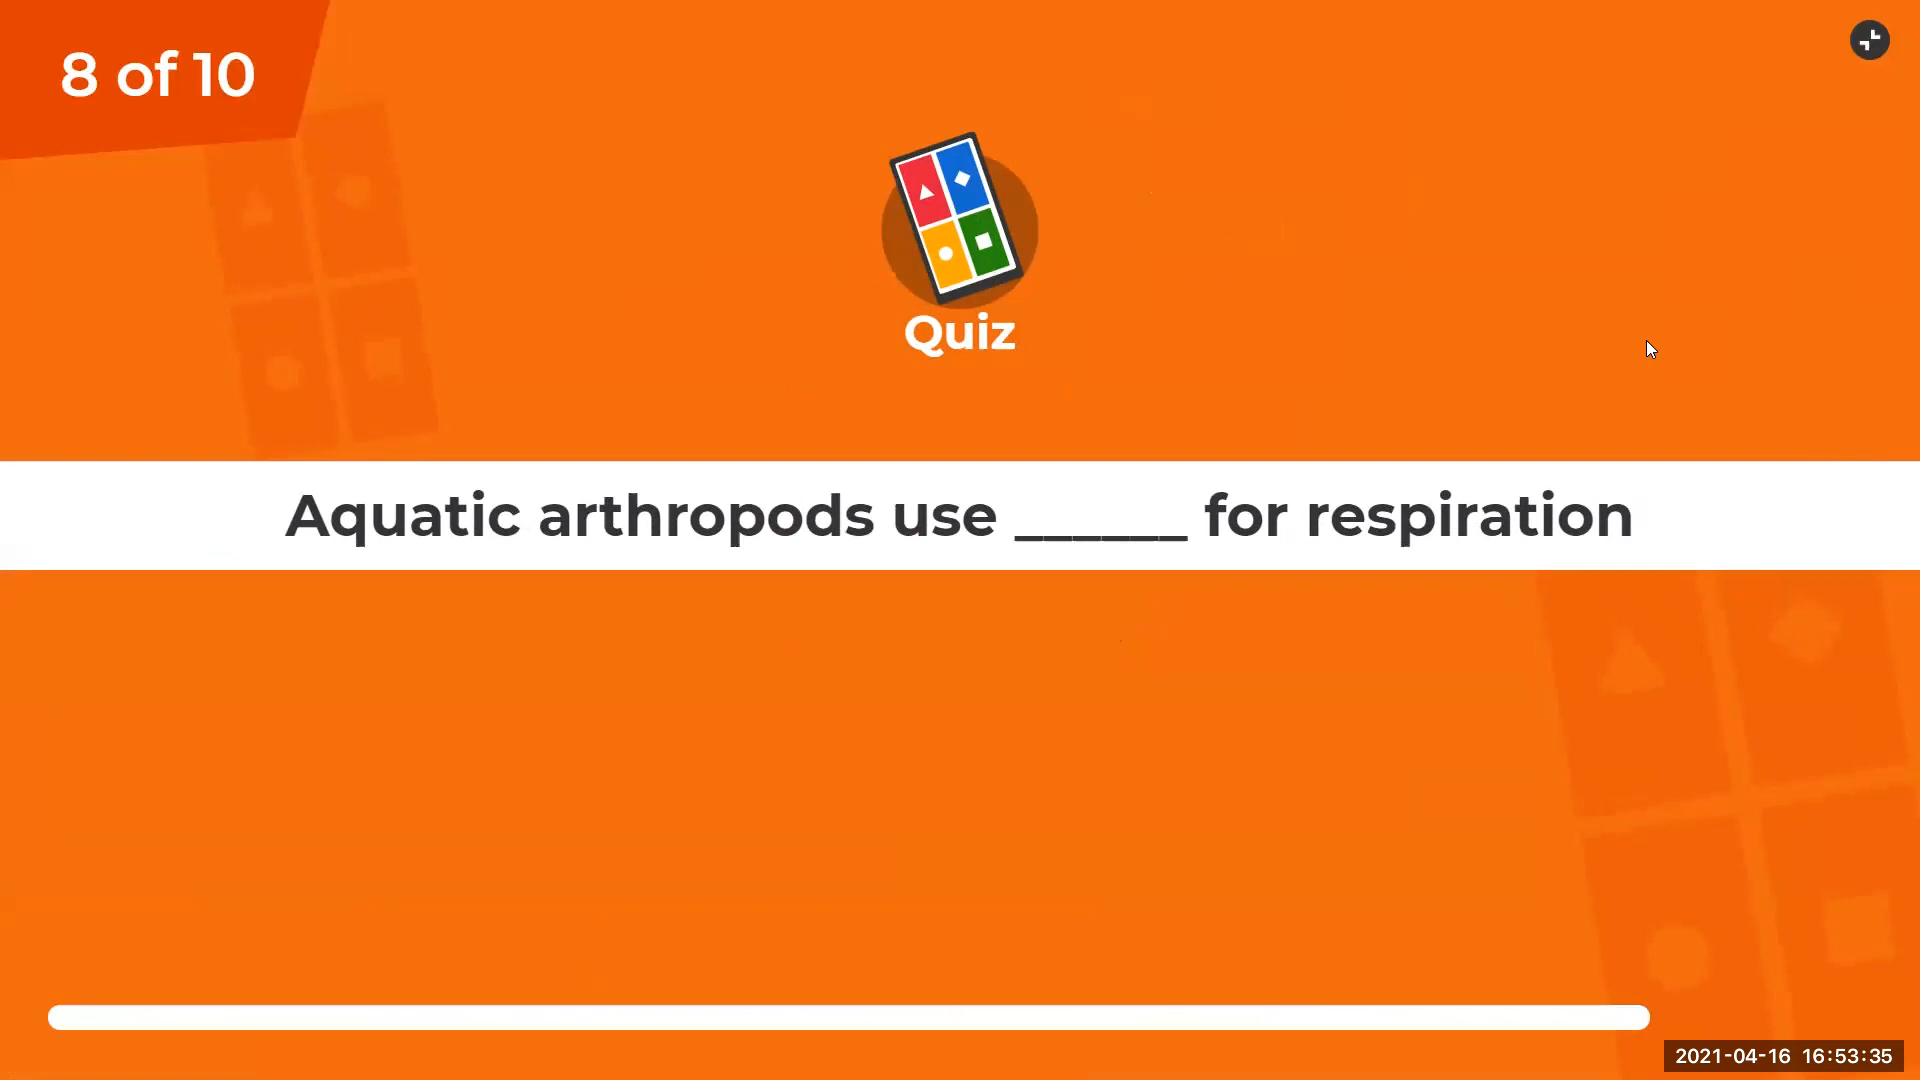 8 of 10
Quiz
Aquatic arthropods use ______ for respiration
2021-04-16 16:53:35